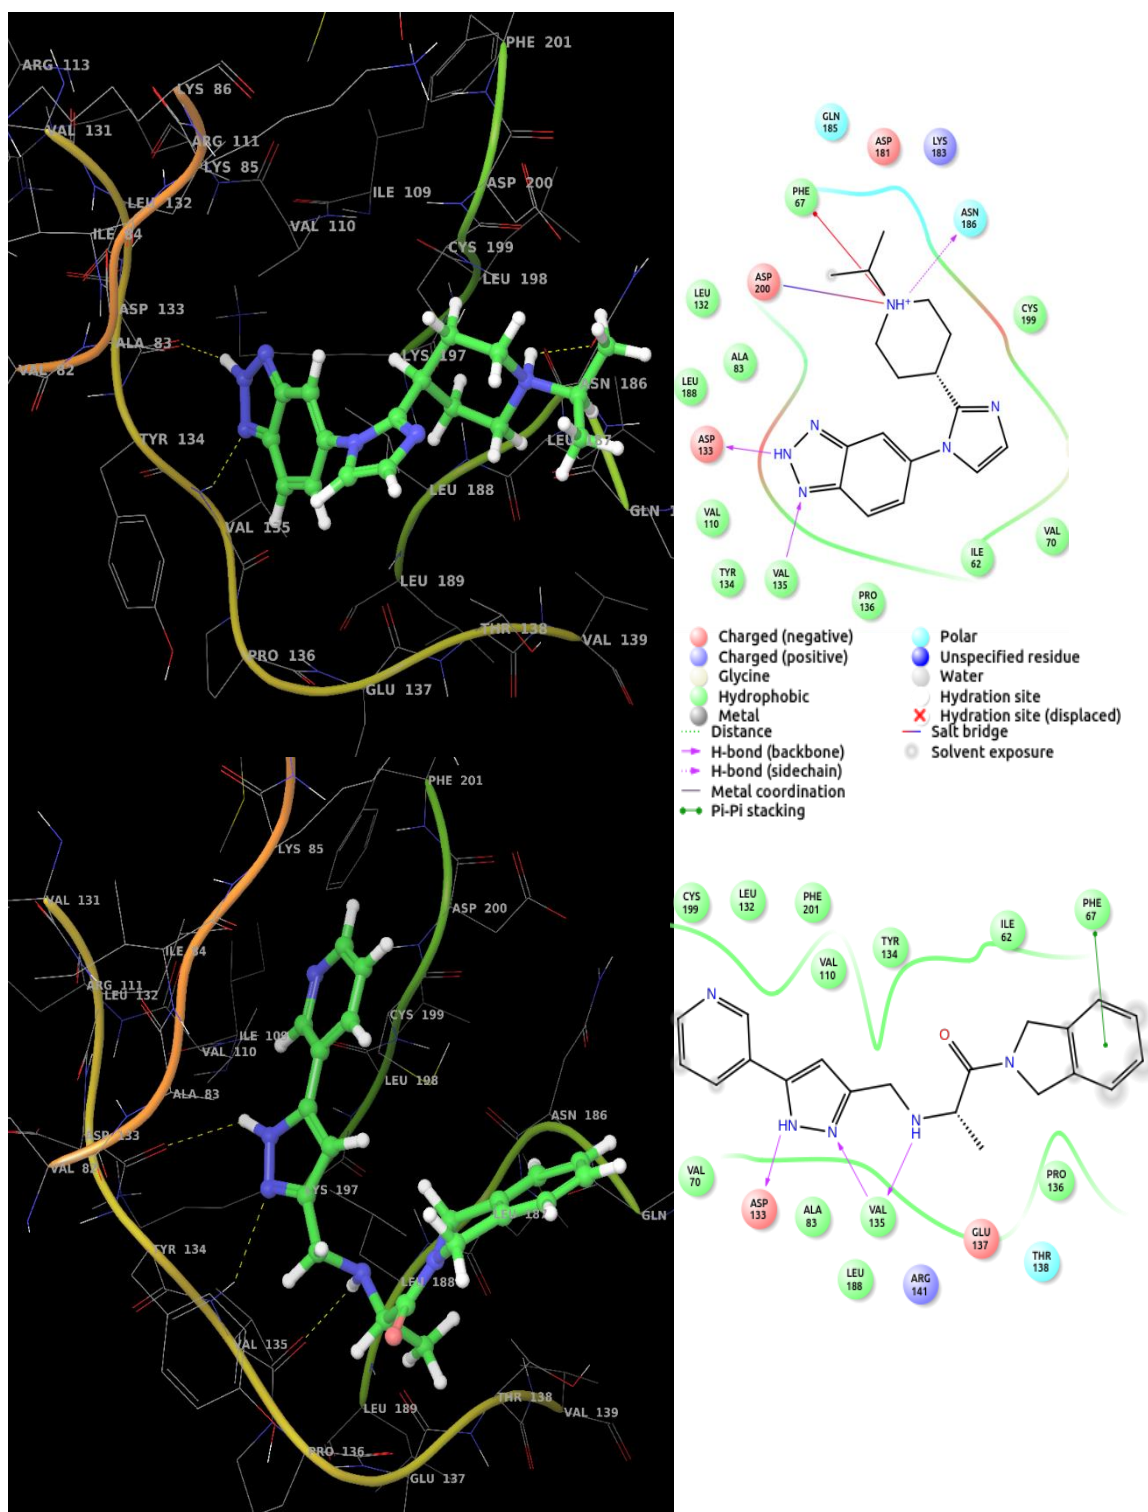 PHE 201
ARG 113
LYS 86
VAL 131
ARG 111
LYS 85
ASP 200
ILE 109
LEU 132
VAL 110
ILE 84
CYS 199
LEU 198
ASP 133
ALA 83
LYS 197
VAL 82
ASN 186
TYR 134
LEU 187
LEU 188
GLN 1
VAL 135
LEU 189
THR 138
VAL 139
PRO 136
GLU 137
GLN
185
ASP
181
LYS
183
PHE
67
ASN
186
ASP
200
LEU
132
NH+
CYS
199
ALA
83
LEU
188
N
N
ASP
133
HN
N
N
VAL
110
VAL
70
ILE
62
TYR
134
VAL
135
PRO
136
Charged (negative)
Charged (positive)
Glycine
Hydrophobic
Metal
Distance
H-bond (backbone)
H-bond (sidechain)
Metal coordination
Pi-Pi stacking
Polar
Unspecified residue
Water
Hydration site
Hydration site (displaced)
Salt bridge
Solvent exposure
PHE 201
LYS 85
VAL 131
ASP 200
ILE 84
ARG 111
LEU 132
CYS 199
ILE 109
VAL 110
LEU 198
ALA 83
ASN 186
ASP 133
VAL 82
LYS 197
LEU 187
GLN
TYR 134
LEU 188
VAL 135
THR 138
LEU 189
VAL 139
PRO 136
GLU 137
CYS
199
LEU
132
PHE
201
PHE
67
ILE
62
TYR
134
VAL
110
N
O
N
HN
N
N
H
VAL
70
PRO
136
ASP
133
ALA
83
VAL
135
GLU
137
THR
138
LEU
188
ARG
141